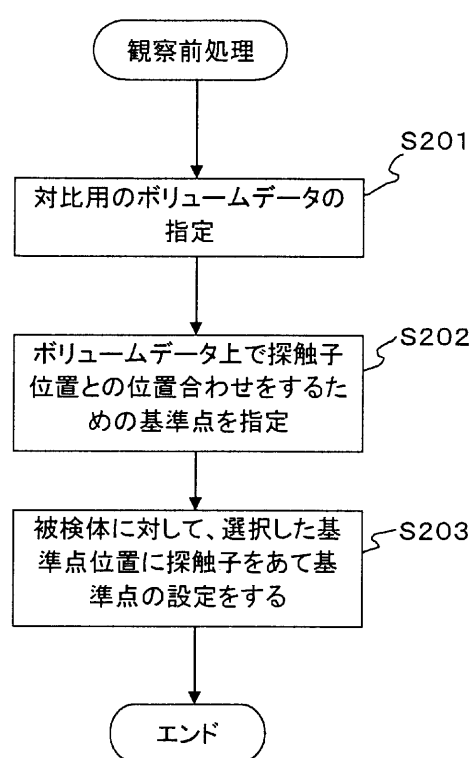 観察前処理
S201
対比用のボリュームデータの
指定
S202
ボリュームデータ上で探触子
位置との位置合わせをするた
めの基準点を指定
S203
被検体に対して、選択した基
準点位置に探触子をあて基
準点の設定をする
エンド